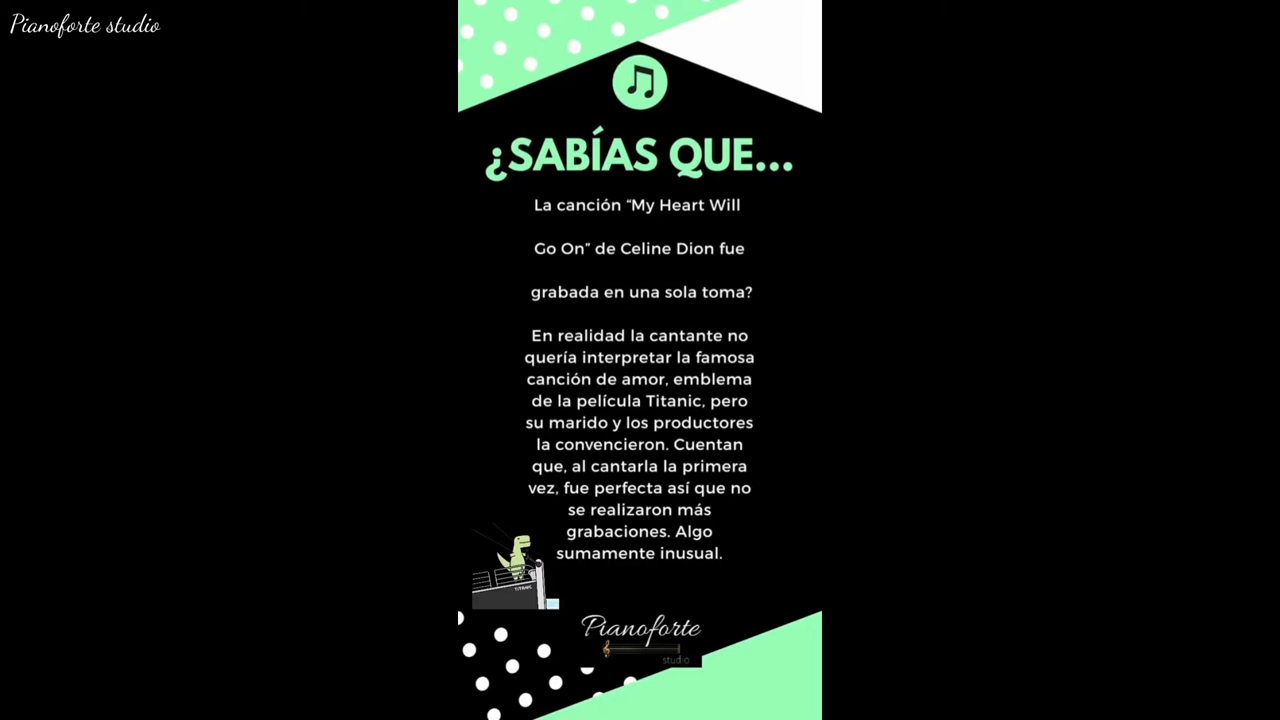 Pianoforte studio
¿SABÍAS QUE...
La canción “My Heart Will
Go On” de Celine Dion fue
grabada en una sola toma?
En realidad la cantante no
quería interpretar la famosa
canción de amor, emblema
de la película Titanic, pero
su marido y los productores
la convencieron. Cuentan
que, al cantarla la primera
vez, fue perfecta así que no
se realizaron más
grabaciones. Algo
sumamente inusual.
Pianoforte
studio